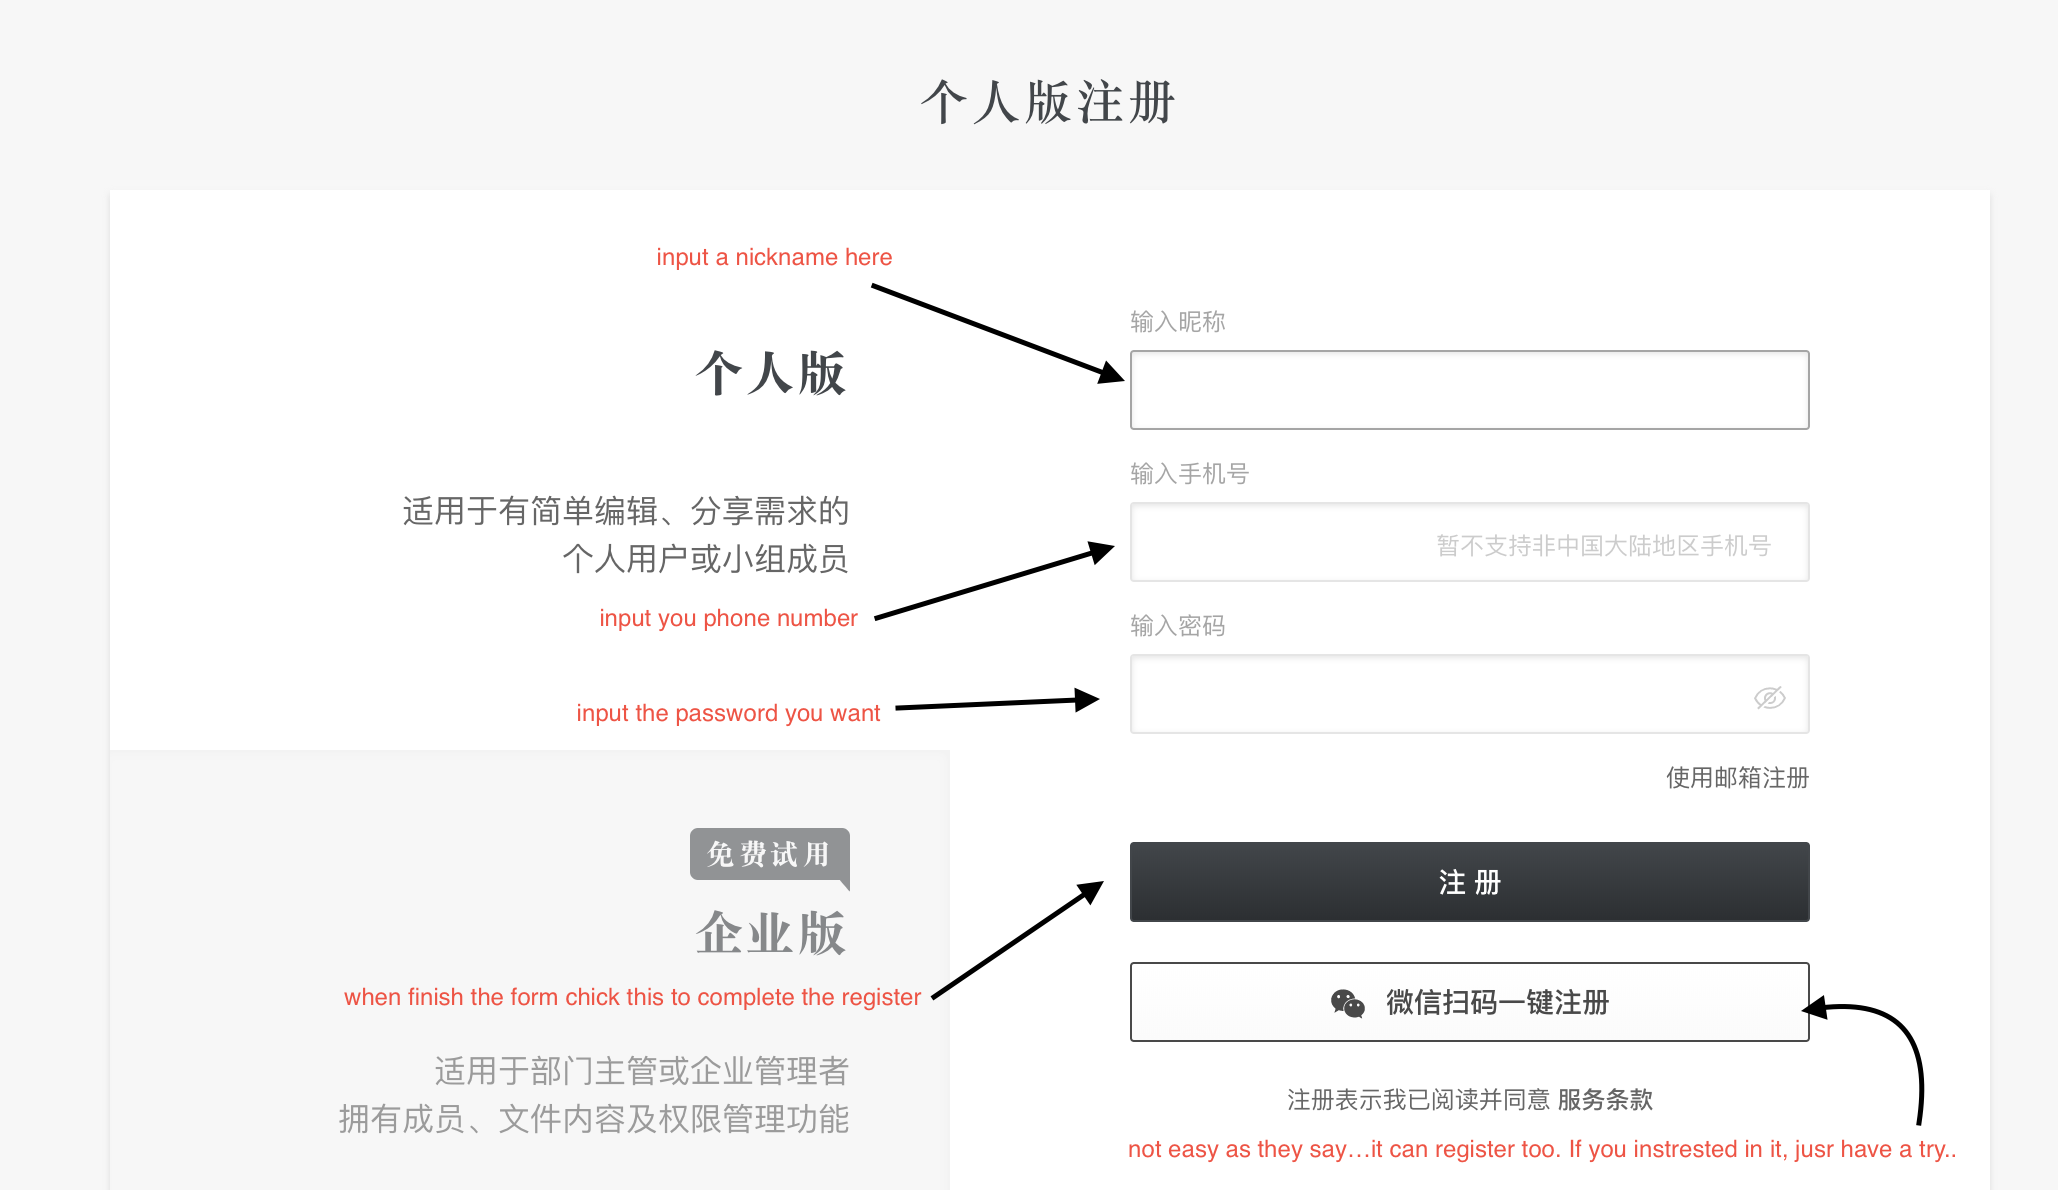 个人版注册
input a nickname here
输入昵称
个人版
输入手机号
适用于有简单编辑、分享需求的
暂不支持非中国大陆地区手机号
个人用户或小组成员
input you phone number
输入密码
input the password you want
使用邮箱注册
免费试用
注 册
企业版
when finish the form chick this to complete the register
微信扫码一键注册
适用于部门主管或企业管理者
注册表示我已阅读并同意 服务条款
拥有成员、文件内容及权限管理功能
not easy as they say...it can register too. If you instrested in it, jusr have a try..